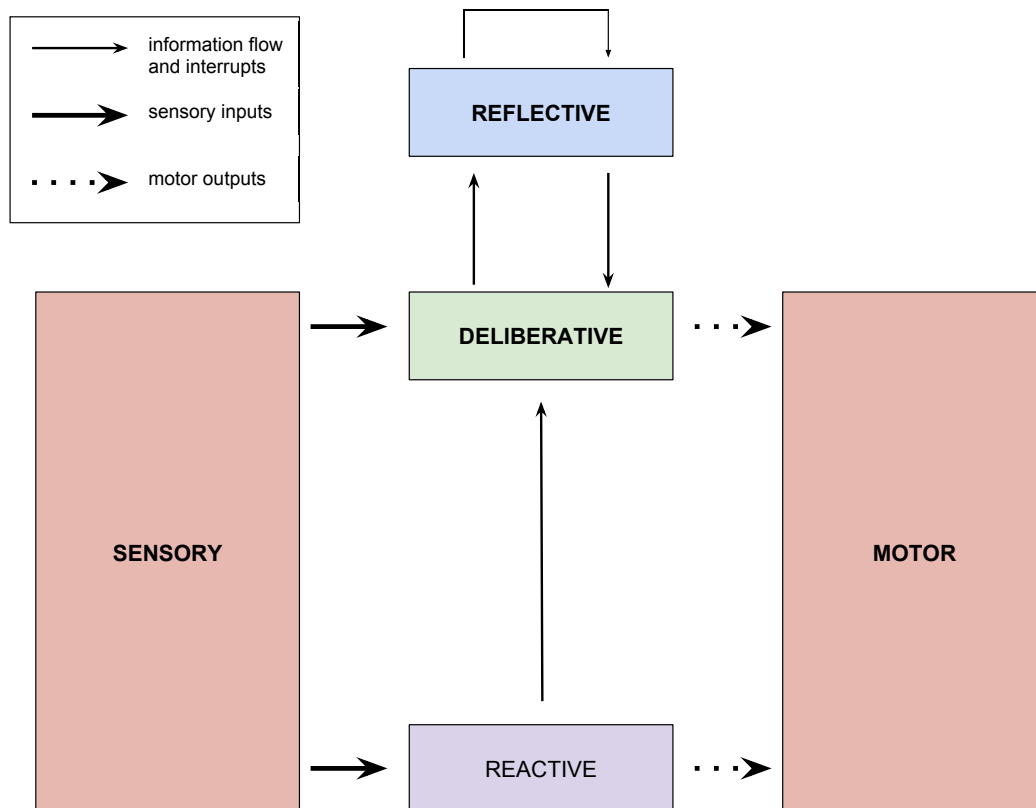 information flow
and interrupts
sensory inputs
motor outputs
REFLECTIVE
DELIBERATIVE
SENSORY
MOTOR
REACTIVE